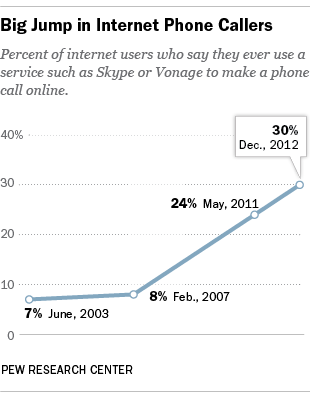 Big Jump in Internet Phone Callers
Percent of internet users who say they ever use a
service such as Skype or Vonage to make a phone
call online.
30%
Dec., 2012
40%
30
24% May, 2011
20
10
8% Feb., 2007
7% June, 2003
0
PEW RESEARCH CENTER